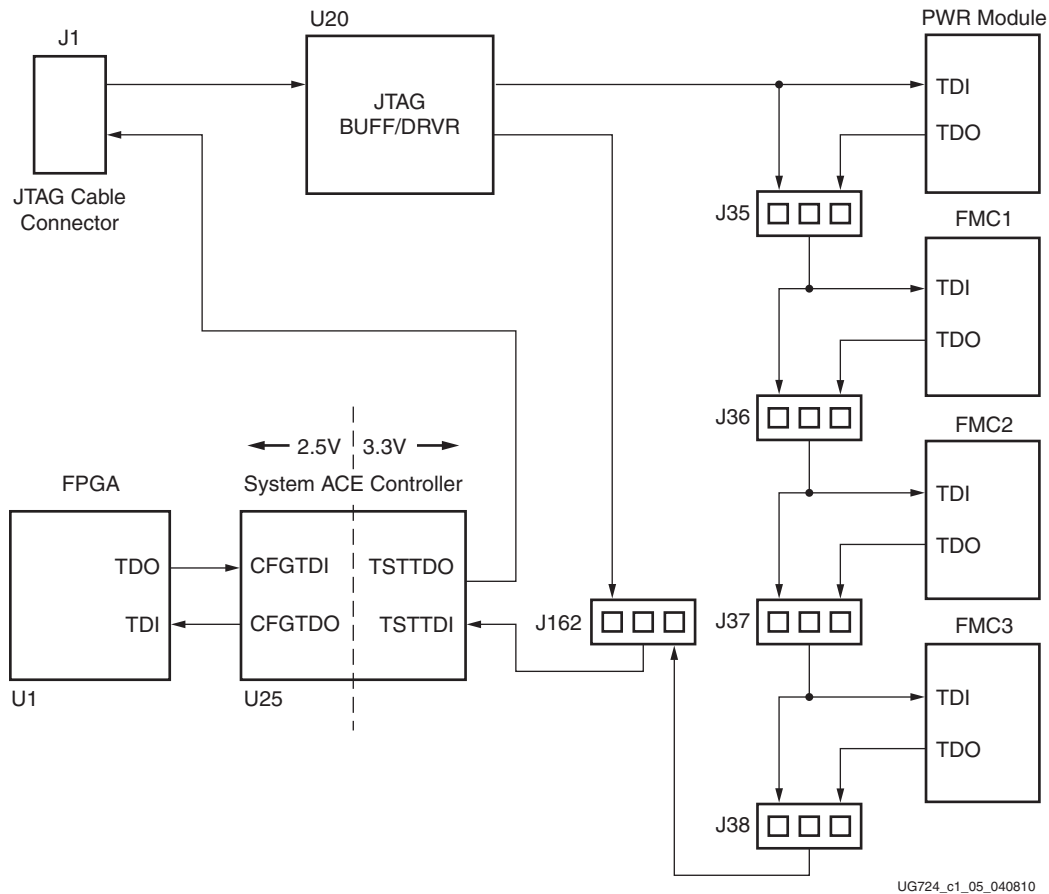 U20
PWR Module
J1
JTAG
BUFF/DRVR
TDI
TDO
JTAG Cable
Connector
J35
FMC1
TDI
TDO
J36
2.5V
3.3V
FMC2
FPGA
System ACE Controller
TDI
TDO
TDO
CFGTDI
TSTTDO
TDI
CFGTDO
TSTTDI
J162
J37
FMC3
U1
U25
TDI
TDO
J38
UG724_c1_05_040810